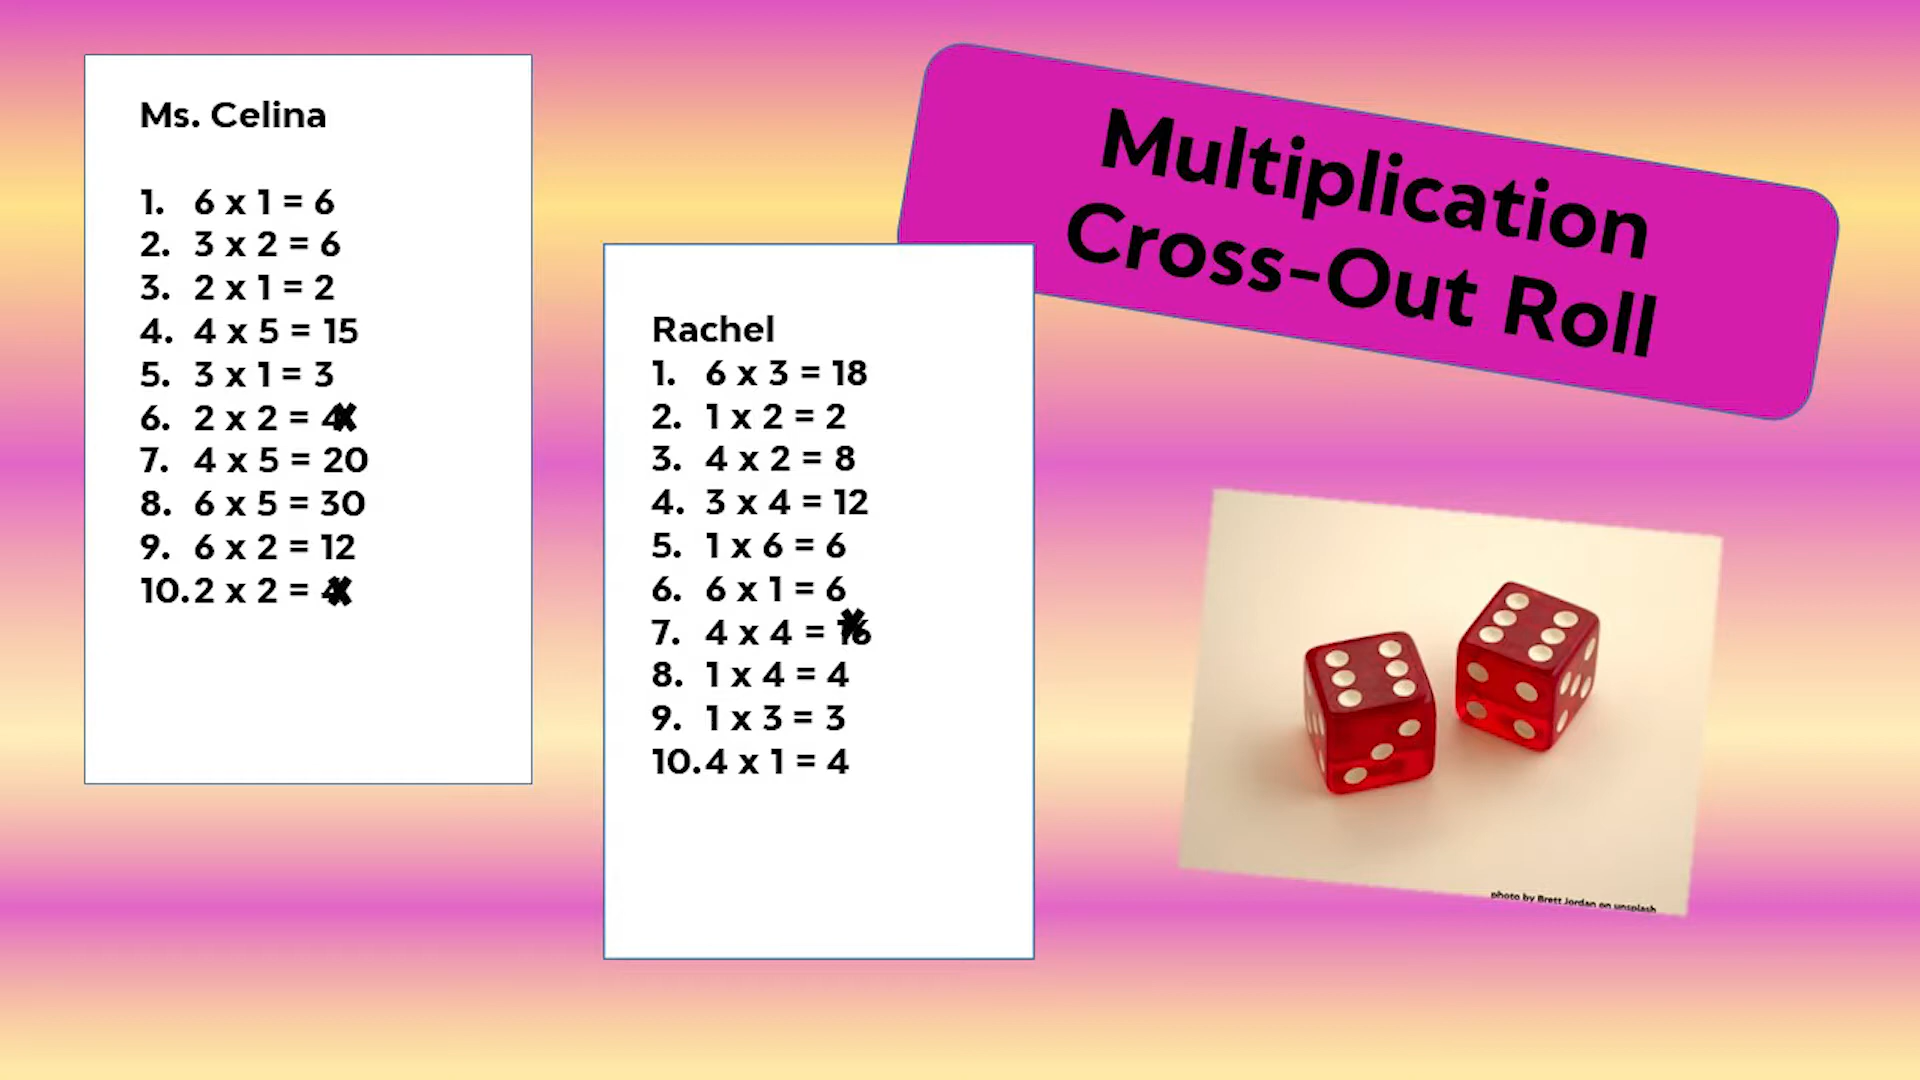 Ms. Celina
1. 6 x 1 = 6
2. 3 x 2 = 6
3. 2 x 1 = 2
4. 4 x 5 = 15
5. 3 x 1 = 3
6. 2 x 2 = 4
7. 4 x 5 = 20
8. 6 x 5 = 30
9. 6 x 2 = 12
10. 2 x 2 = 4
Rachel
1. 6 x 3 = 18
2. 1 x 2 = 2
3. 4 x 2 = 8
4. 3 x 4 = 12
5. 1 x 6 = 6
6. 6 x 1 = 6
7. 4 x 4 = 16
8. 1 x 4 = 4
9. 1 x 3 = 3
10. 4 x 1 = 4
Multiplication
Cross-Out Roll
photo by Brett Jordan on unsplash